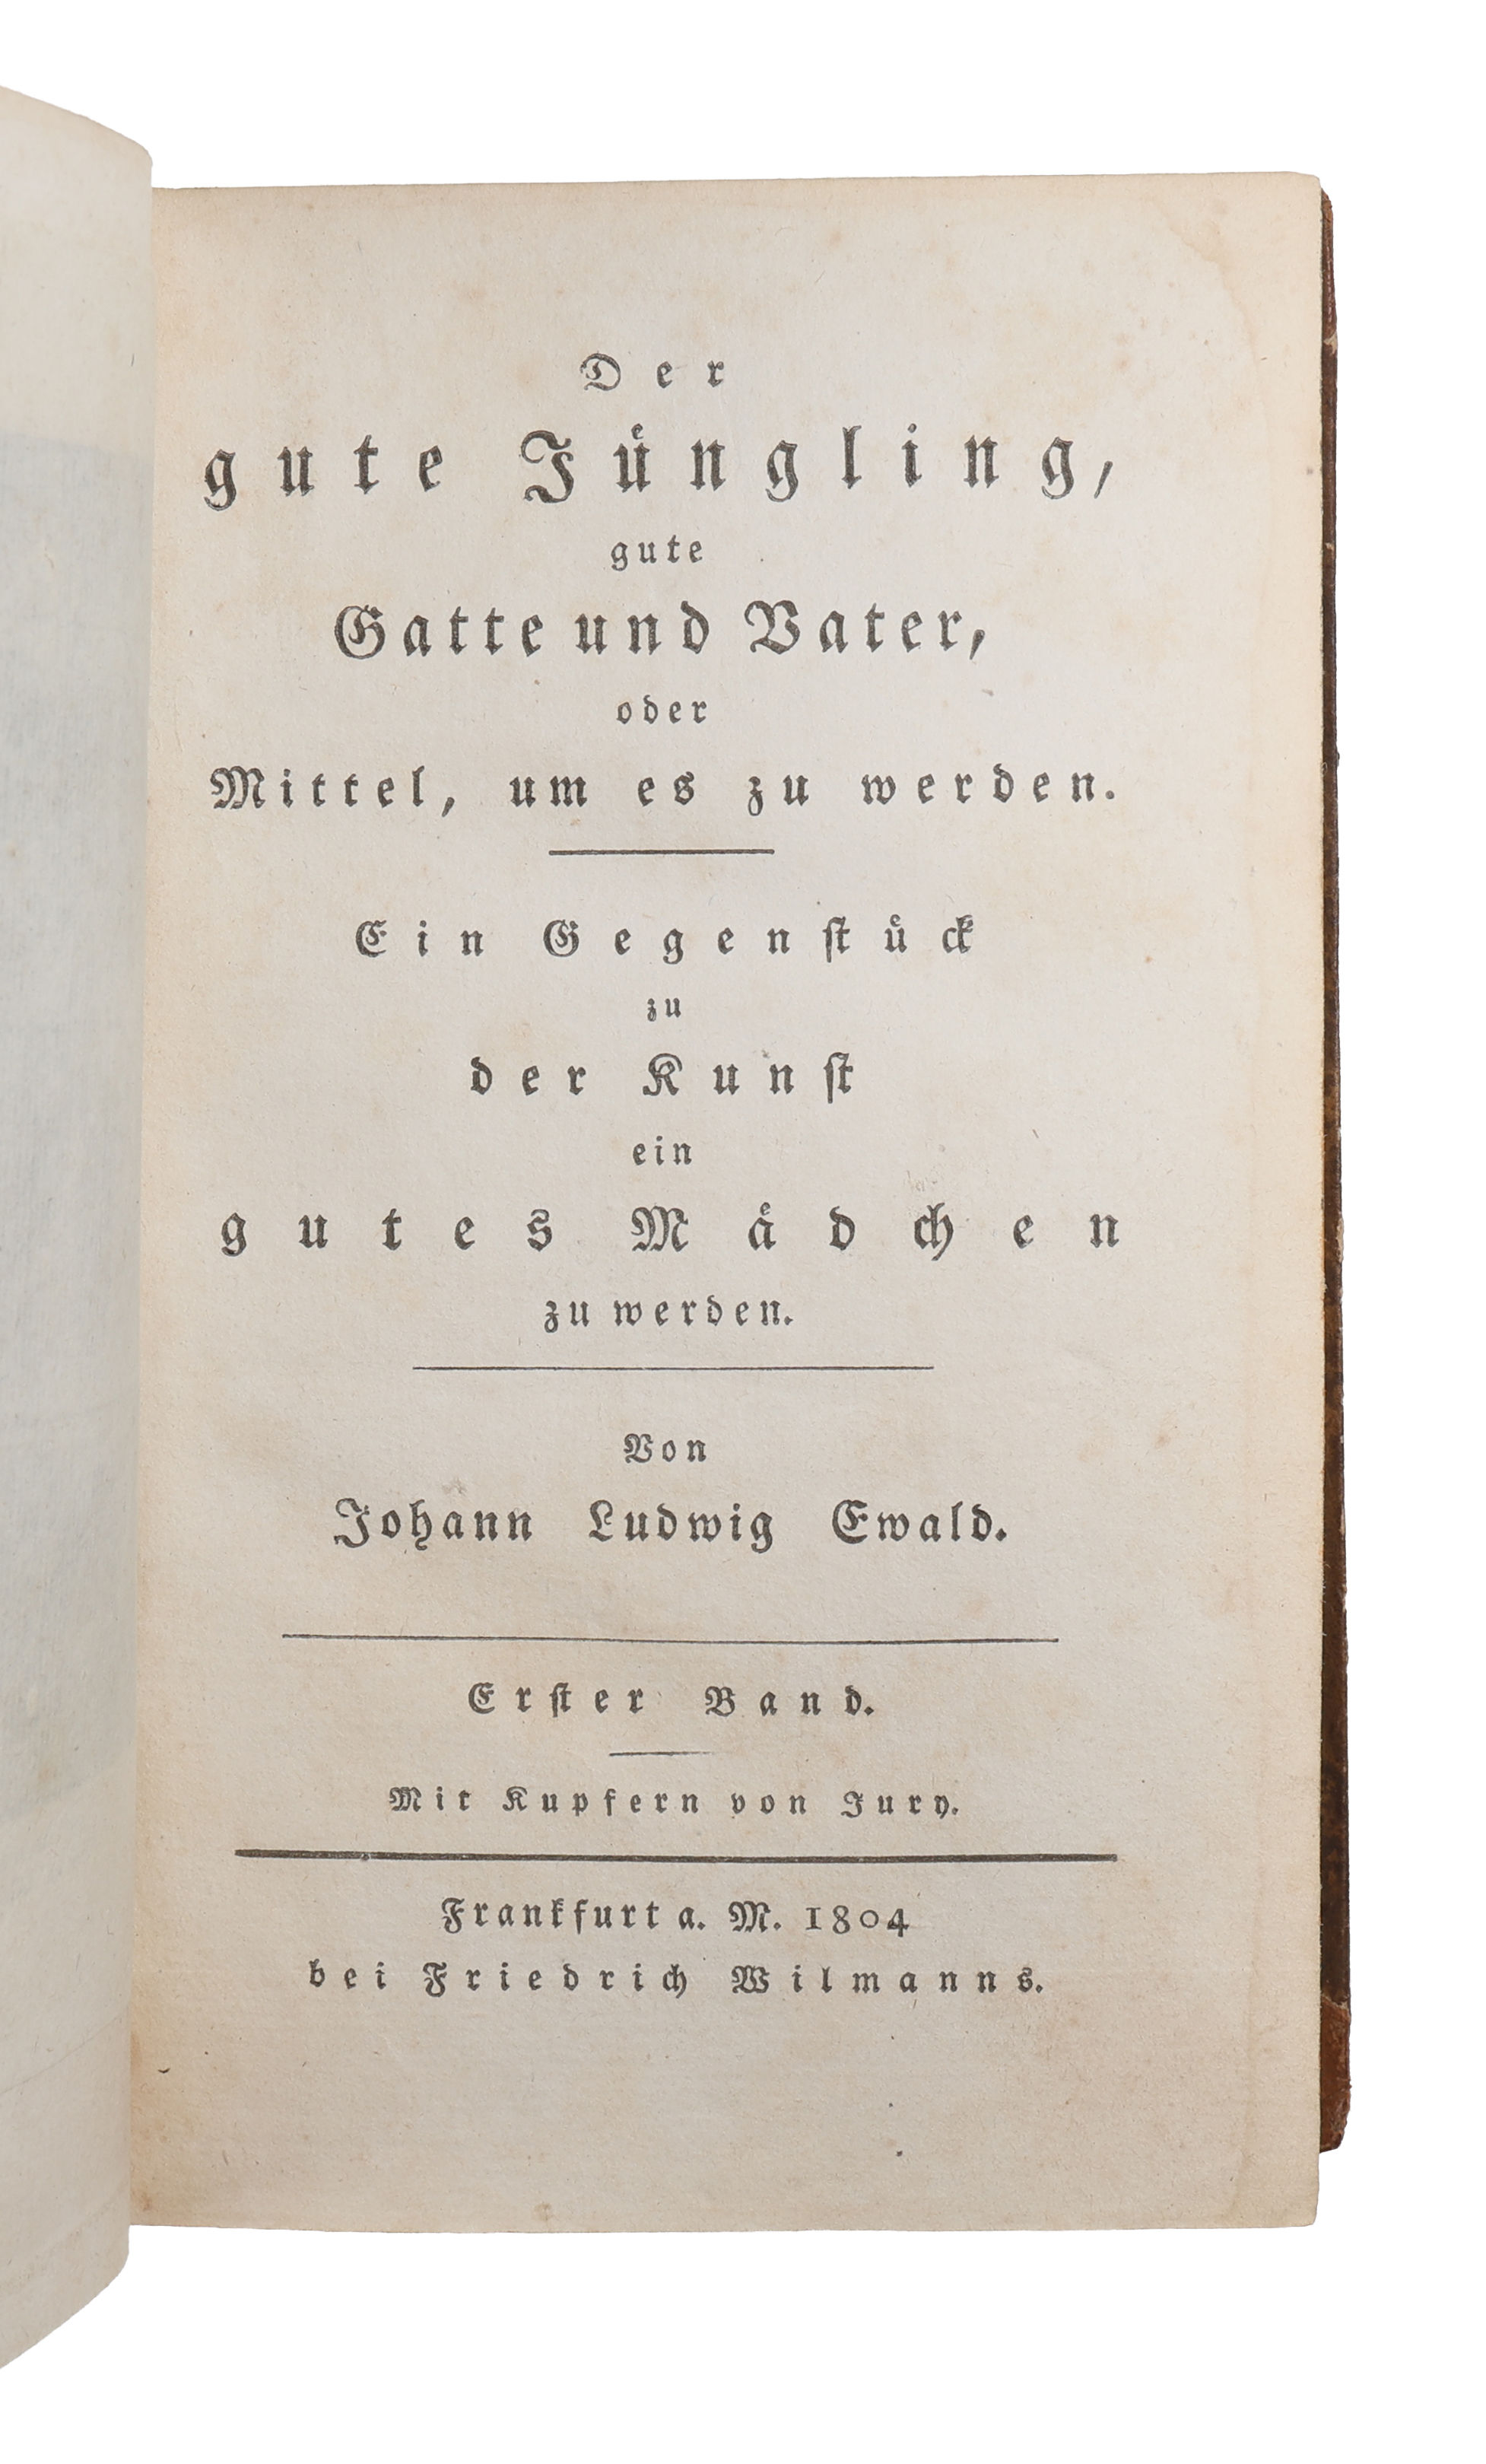 Der
gute Jüngling,
gute
Gatte und Vater,
oder
Mittel, um es zu werden.
Ein Gegenſtück
zu
der Kunſt
ein
gutes Mädchen
zu werden.
Von
Johann Ludwig Ewald.
Erſter Band.
Mit Kupfern von Jury.
Frankfurt a. M. 1804
bei Friedrich Wilmanns.